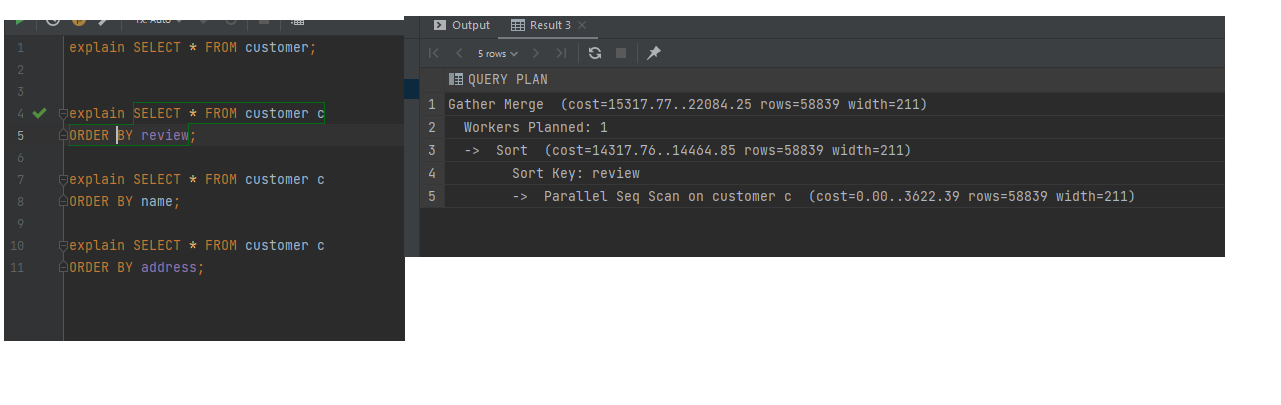 Tx: Auto
1 explain SELECT * FROM customer;
2
3
4 explain SELECT * FROM customer c
5 ORDER BY review;
6
7 explain SELECT * FROM customer c
8 ORDER BY name;
9
10 explain SELECT * FROM customer c
11 ORDER BY address;
Output Result 3
5 rows
QUERY PLAN
1 Gather Merge (cost=15317.77..22084.25 rows=58839 width=211)
2 Workers Planned: 1
3 -> Sort (cost=14317.76..14464.85 rows=58839 width=211)
4 Sort Key: review
5 -> Parallel Seq Scan on customer c (cost=0.00..3622.39 rows=58839 width=211)